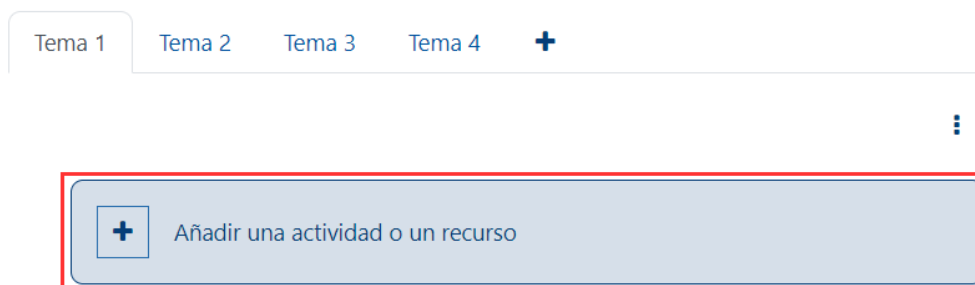 Tema 1 Tema 2 Tema 3 Tema 4
Añadir una actividad o un recurso